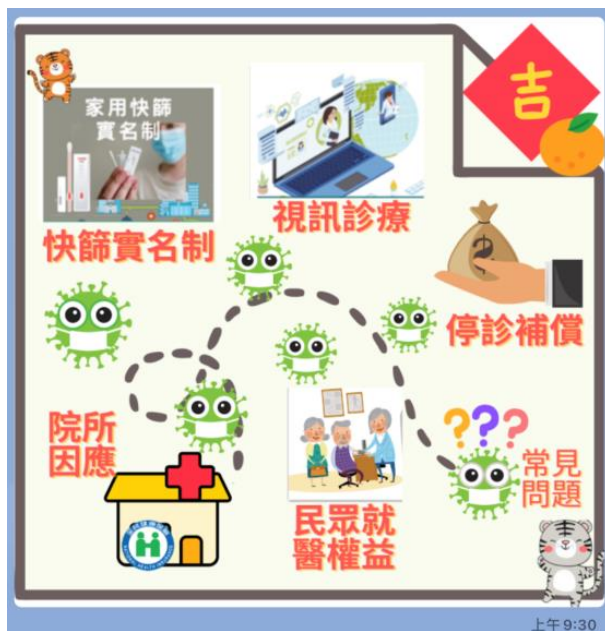 吉
家用快篩
實名制
快篩實名制
視訊診療
停診補償
院所
因應
民眾就
醫權益
???
常見
問題
上午9:30